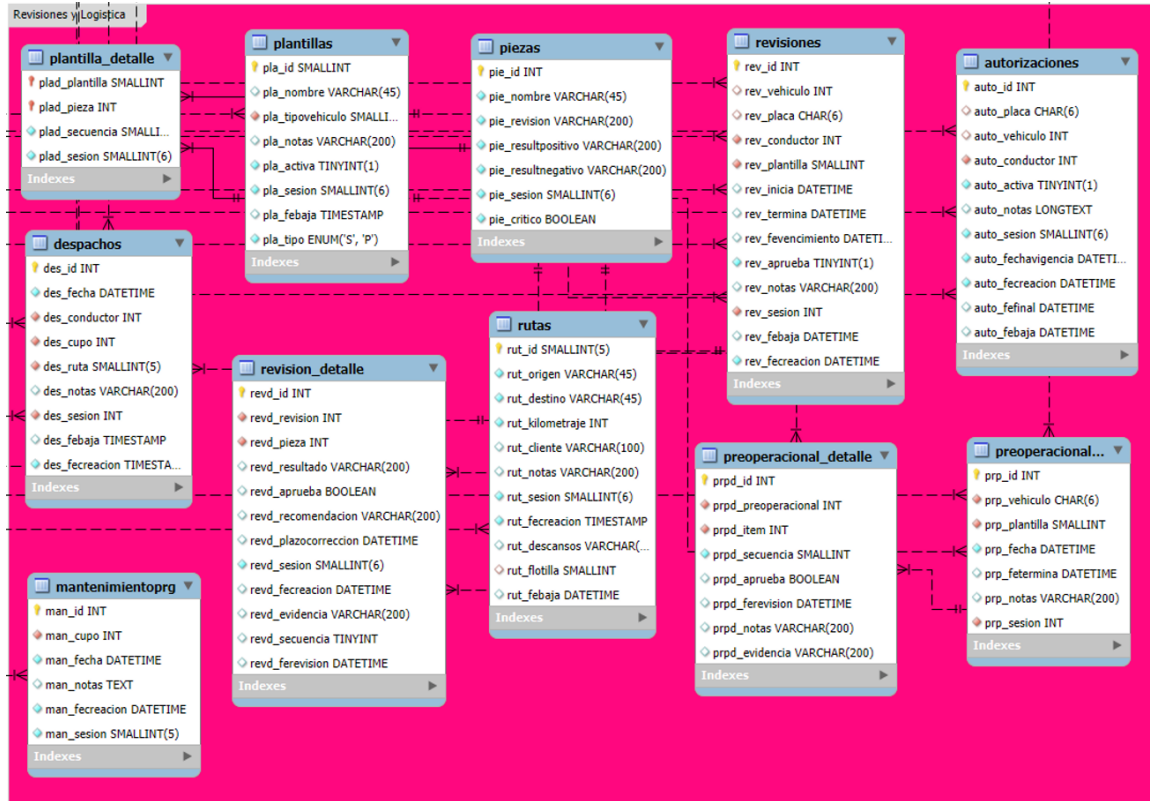 Revisiones y Logistica
plantilla_detalle
plad_plantilla SMALLINT
plad_pieza INT
plad_secuencia SMALLI...
plad_sesion SMALLINT(6)
Indexes
plantillas
pla_id SMALLINT
pla_nombre VARCHAR(45)
pla_tipovehiculo SMALLI...
pla_notas VARCHAR(200)
pla_activa TINYINT(1)
pla_sesion SMALLINT(6)
pla_febaja TIMESTAMP
pla_tipo ENUM('S', 'P')
Indexes
piezas
pie_id INT
pie_nombre VARCHAR(45)
pie_revision VARCHAR(200)
pie_resultpositivo VARCHAR(200)
pie_resultnegativo VARCHAR(200)
pie_sesion SMALLINT(6)
pie_critico BOOLEAN
Indexes
revisiones
rev_id INT
rev_vehiculo INT
rev_placa CHAR(6)
rev_conductor INT
rev_plantilla SMALLINT
rev_inicia DATETIME
rev_termina DATETIME
rev_fevencimiento DATETI...
rev_aprueba TINYINT(1)
rev_notas VARCHAR(200)
rev_sesion INT
rev_febaja DATETIME
rev_fecreacion DATETIME
Indexes
autorizaciones
auto_id INT
auto_placa CHAR(6)
auto_vehiculo INT
auto_conductor INT
auto_activa TINYINT(1)
auto_notas LONGTEXT
auto_sesion SMALLINT(6)
auto_fechavigencia DATETI...
auto_fecreacion DATETIME
auto_fefinal DATETIME
auto_febaja DATETIME
Indexes
despachos
des_id INT
des_fecha DATETIME
des_conductor INT
des_cupo INT
des_ruta SMALLINT(5)
des_notas VARCHAR(200)
des_sesion INT
des_febaja TIMESTAMP
des_fecreacion TIMESTA...
Indexes
revision_detalle
revd_id INT
revd_revision INT
revd_pieza INT
revd_resultado VARCHAR(200)
revd_aprueba BOOLEAN
revd_recomendacion VARCHAR(200)
revd_plazocorreccion DATETIME
revd_sesion SMALLINT(6)
revd_fecreacion DATETIME
revd_evidencia VARCHAR(200)
revd_secuencia TINYINT
revd_ferevision DATETIME
Indexes
rutas
rut_id SMALLINT(5)
rut_origen VARCHAR(45)
rut_destino VARCHAR(45)
rut_kilometraje INT
rut_cliente VARCHAR(100)
rut_notas VARCHAR(200)
rut_sesion SMALLINT(6)
rut_fecreacion TIMESTAMP
rut_descansos VARCHAR(...
rut_flotilla SMALLINT
rut_febaja DATETIME
Indexes
preoperacional_detalle
prpd_id INT
prpd_preoperacional INT
prpd_item INT
prpd_secuencia SMALLINT
prpd_aprueba BOOLEAN
prpd_ferevision DATETIME
prpd_notas VARCHAR(200)
prpd_evidencia VARCHAR(200)
Indexes
preoperacional...
prp_id INT
prp_vehiculo CHAR(6)
prp_plantilla SMALLINT
prp_fecha DATETIME
prp_fetermina DATETIME
prp_notas VARCHAR(200)
prp_sesion INT
Indexes
mantenimientoprg
man_id INT
man_cupo INT
man_fecha DATETIME
man_notas TEXT
man_fecreacion DATETIME
man_sesion SMALLINT(5)
Indexes